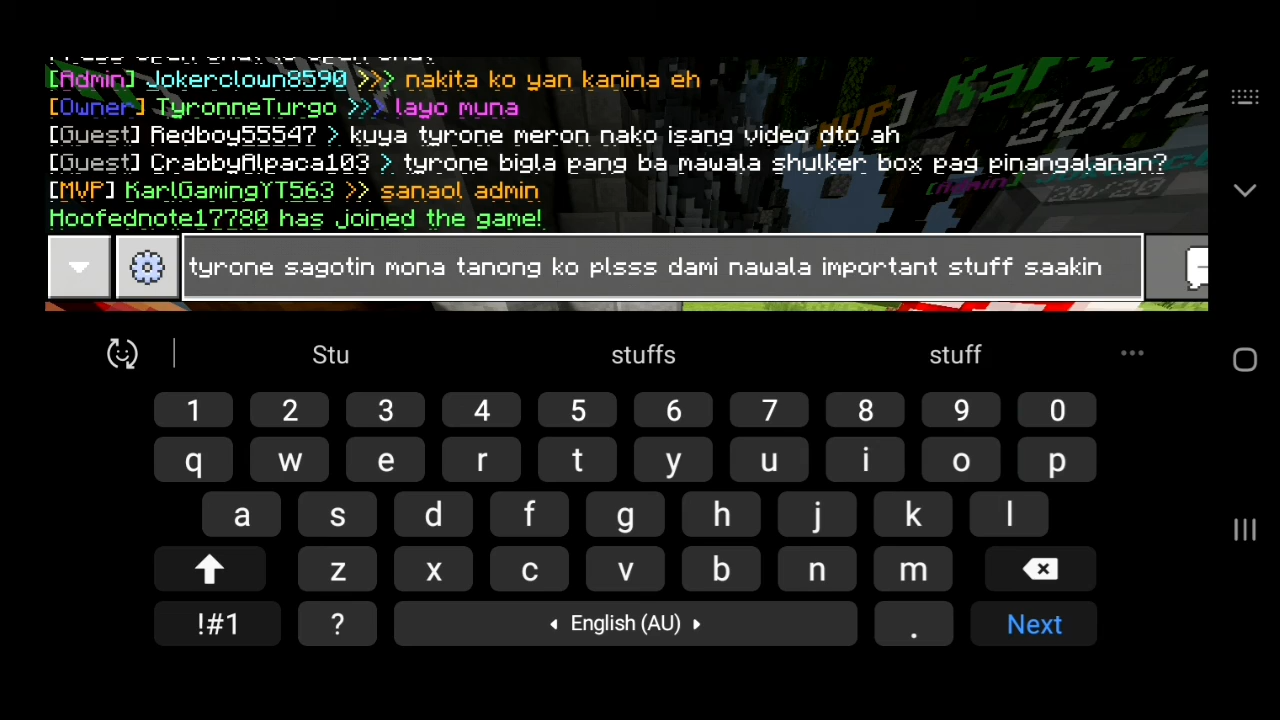 [Admin] Jokerclown8590 >>> nakita ko yan kanina eh
[Owner] TyronneTurgo >>> layo muna
[Guest] Redboy55547 > kuya tyrone meron nako isang video dto ah
[Guest] CrabbyAlpaca103 > tyrone bigla pang ba mawala shulker box pag pinangalanan?
[MVP] KarlGamingYT563 >> sanaol admin
Hoofednote17780 has joined the game!
tyrone sagotin mona tanong ko plsss dami nawala important stuff saakin
Stu stuffs stuff
1 2 3 4 5 6 7 8 9 0
q w e r t y u i o p
a s d f g h j k l
z x c v b n m
!#1 ? English (AU) . Next